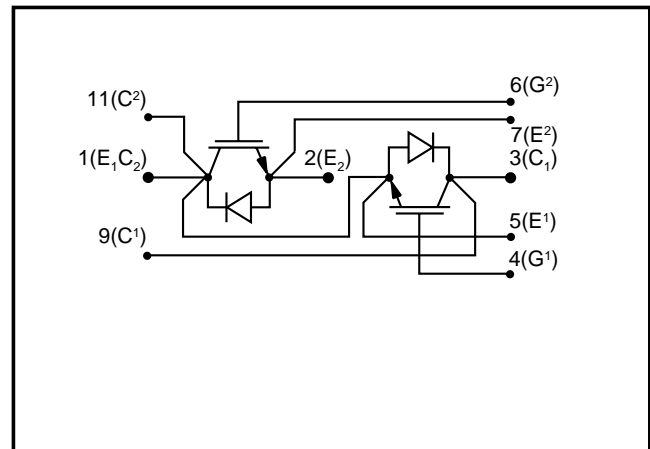 11(C²)
6(G²)
7(E²)
1(E₁C₂)
2(E₂)
3(C₁)
5(E¹)
9(C¹)
4(G¹)